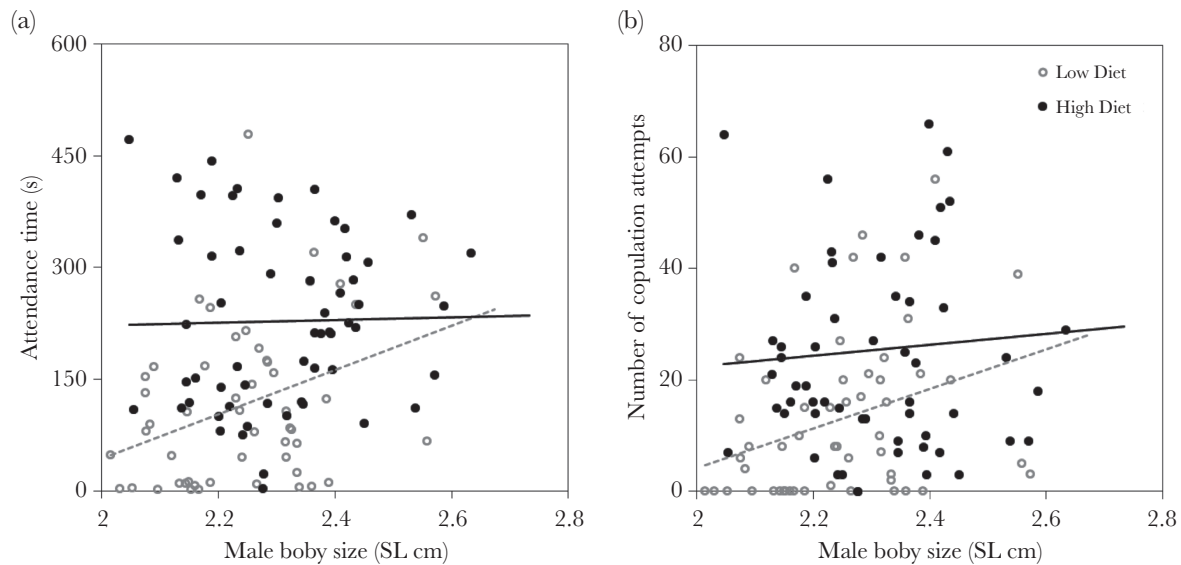 (a)
600
450
300
150
0
Attendance time (s)
2
2.2
2.4
2.6
2.8
Male boby size (SL cm)
(b)
80
60
40
20
0
Number of copulation attempts
Low Diet
High Diet
2
2.2
2.4
2.6
2.8
Male boby size (SL cm)